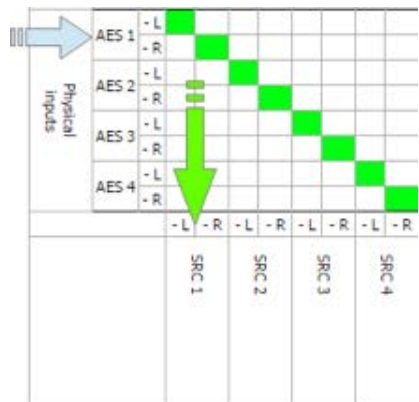 AES 1
- L
- R
AES 2
- L
- R
AES 3
- L
- R
AES 4
- L
- R
Physical
inputs
- L - R - L - R - L - R - L - R
SRC 1 SRC 2 SRC 3 SRC 4